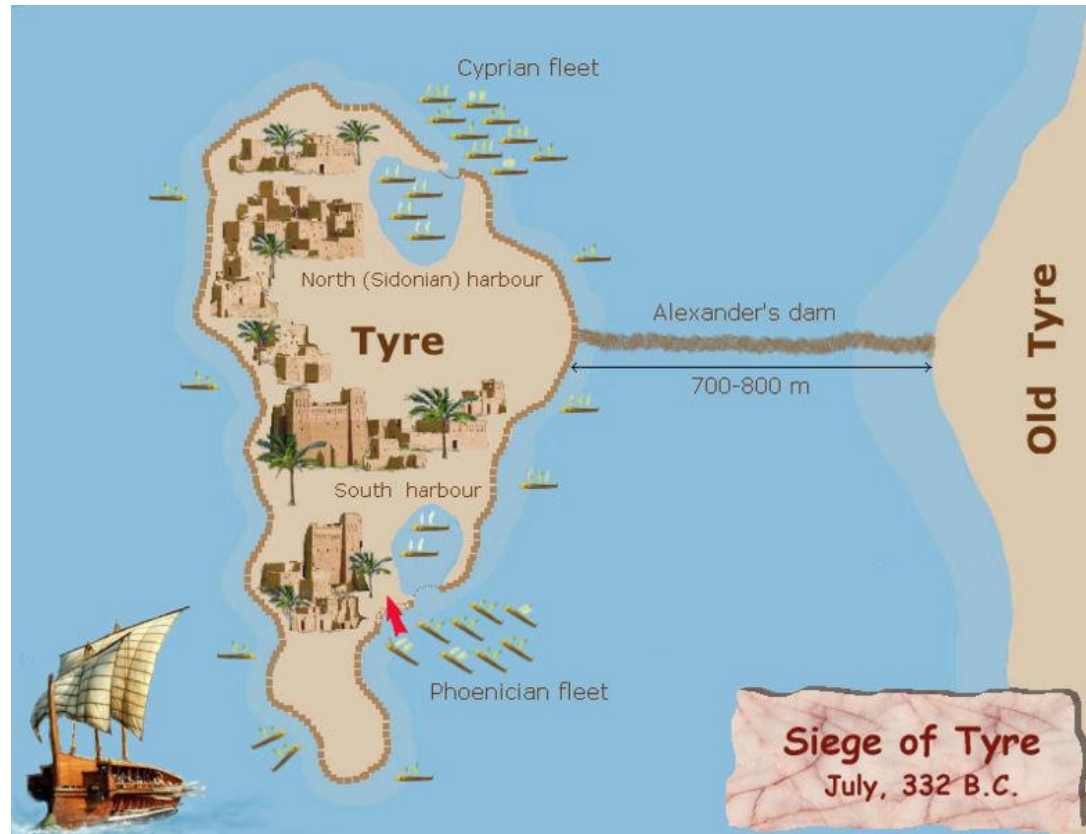 Cyprian fleet
North (Sidonian) harbour
Alexander's dam
Tyre
700-800 m
Old Tyre
South harbour
Phoenician fleet
Siege of Tyre
July, 332 B.C.